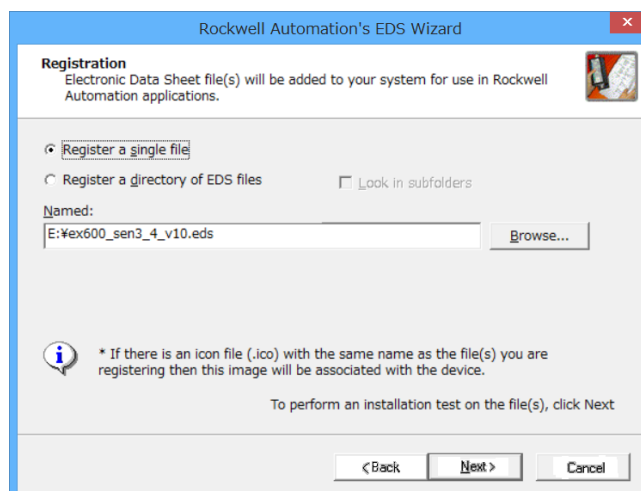 Rockwell Automation's EDS Wizard
Registration
Electronic Data Sheet file(s) will be added to your system for use in Rockwell
Automation applications.
Register a single file
Register a directory of EDS files
Look in subfolders
Named:
E:¥ex600_sen3_4_v10.eds
Browse...
* If there is an icon file (.ico) with the same name as the file(s) you are
registering then this image will be associated with the device.
To perform an installation test on the file(s), click Next
<Back
Next>
Cancel